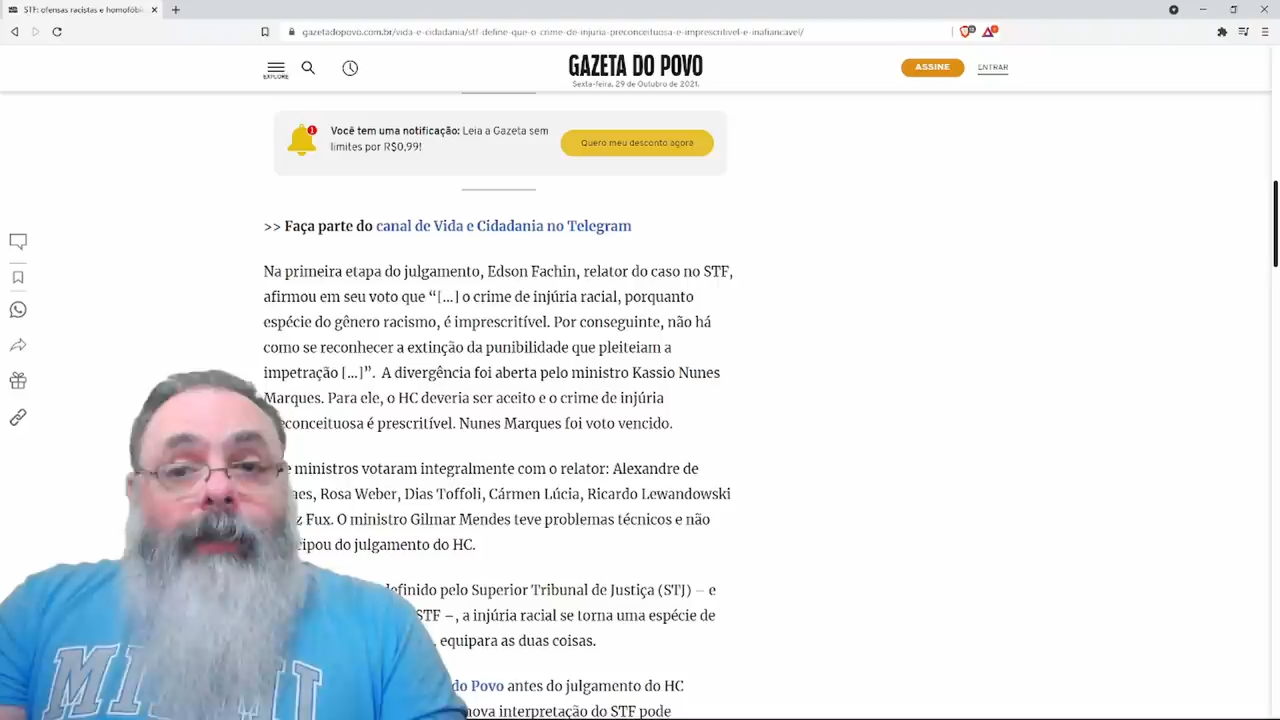 STF: ofensas racistas e homofóbi
gazetadopovo.com.br/vida-e-cidadania/stf-define-que-o-crime-de-injuria-preconceituosa-e-imprescritivel-e-inafiancavel/
EXPLORE
GAZETA DO POVO
Sexta-feira, 29 de Outubro de 2021.
ASSINE
ENTRAR
1
Você tem uma notificação: Leia a Gazeta sem
limites por R$0,99!
Quero meu desconto agora
>> Faça parte do canal de Vida e Cidadania no Telegram
Na primeira etapa do julgamento, Edson Fachin, relator do caso no STF,
afirmou em seu voto que “[...] o crime de injúria racial, porquanto
espécie do gênero racismo, é imprescritível. Por conseguinte, não há
como se reconhecer a extinção da punibilidade que pleiteiam a
impetração [...]”. A divergência foi aberta pelo ministro Kassio Nunes
Marques. Para ele, o HC deveria ser aceito e o crime de injúria
econceituosa é prescritível. Nunes Marques foi voto vencido.
e ministros votaram integralmente com o relator: Alexandre de
es, Rosa Weber, Dias Toffoli, Cármen Lúcia, Ricardo Lewandowski
z Fux. O ministro Gilmar Mendes teve problemas técnicos e não
cipou do julgamento do HC.
efinido pelo Superior Tribunal de Justiça (STJ) – e
STF –, a injúria racial se torna uma espécie de
, equipara as duas coisas.
do Povo antes do julgamento do HC
nova interpretação do STF pode